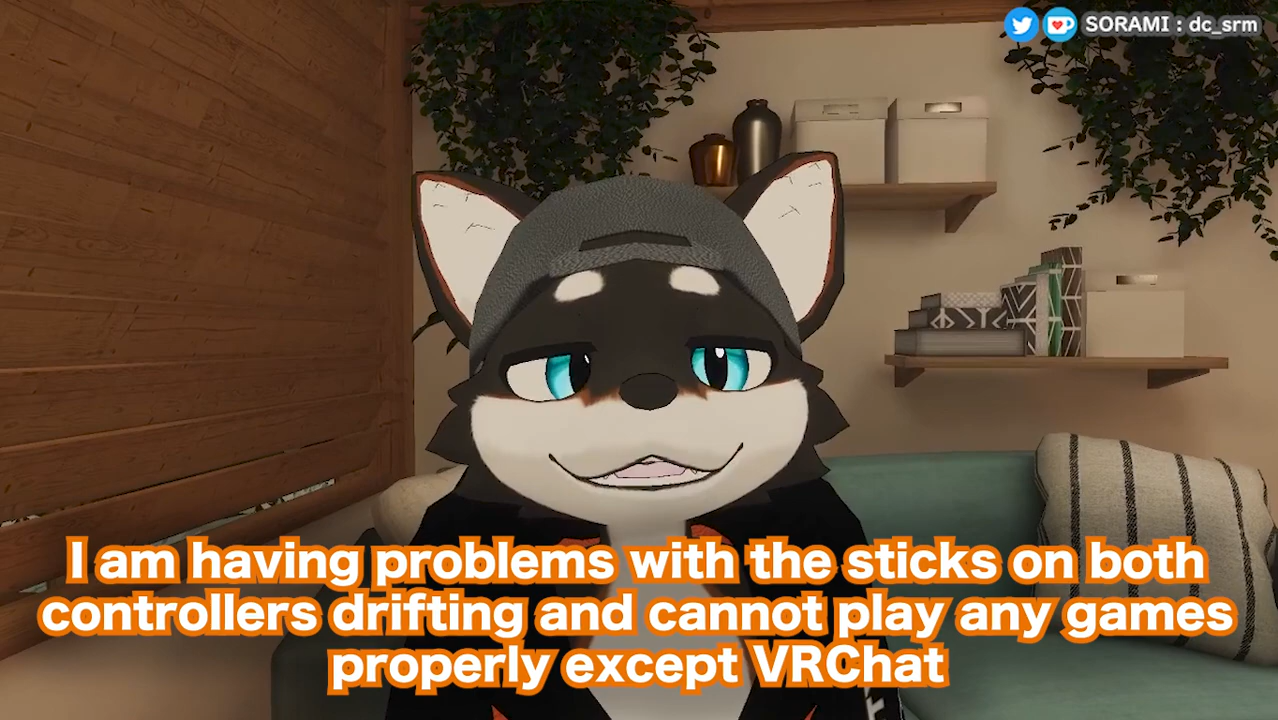 SORAMI : dc_srm
I am having problems with the sticks on both
controllers drifting and cannot play any games
properly except VRChat